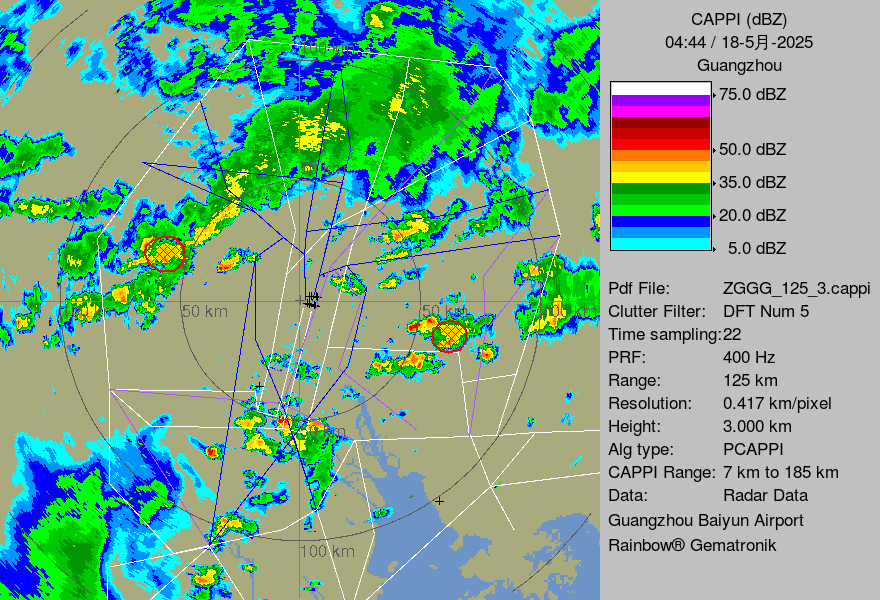 CAPPI (dBZ)
04:44 / 18-5月-2025
Guangzhou
75.0 dBZ
50.0 dBZ
35.0 dBZ
20.0 dBZ
5.0 dBZ
Pdf File: ZGGG_125_3.cappi
Clutter Filter: DFT Num 5
Time sampling:22
PRF: 400 Hz
Range: 125 km
Resolution: 0.417 km/pixel
Height: 3.000 km
Alg type: PCAPPI
CAPPI Range: 7 km to 185 km
Data: Radar Data
Guangzhou Baiyun Airport
Rainbow® Gematronik
50 km
50 km
100 km